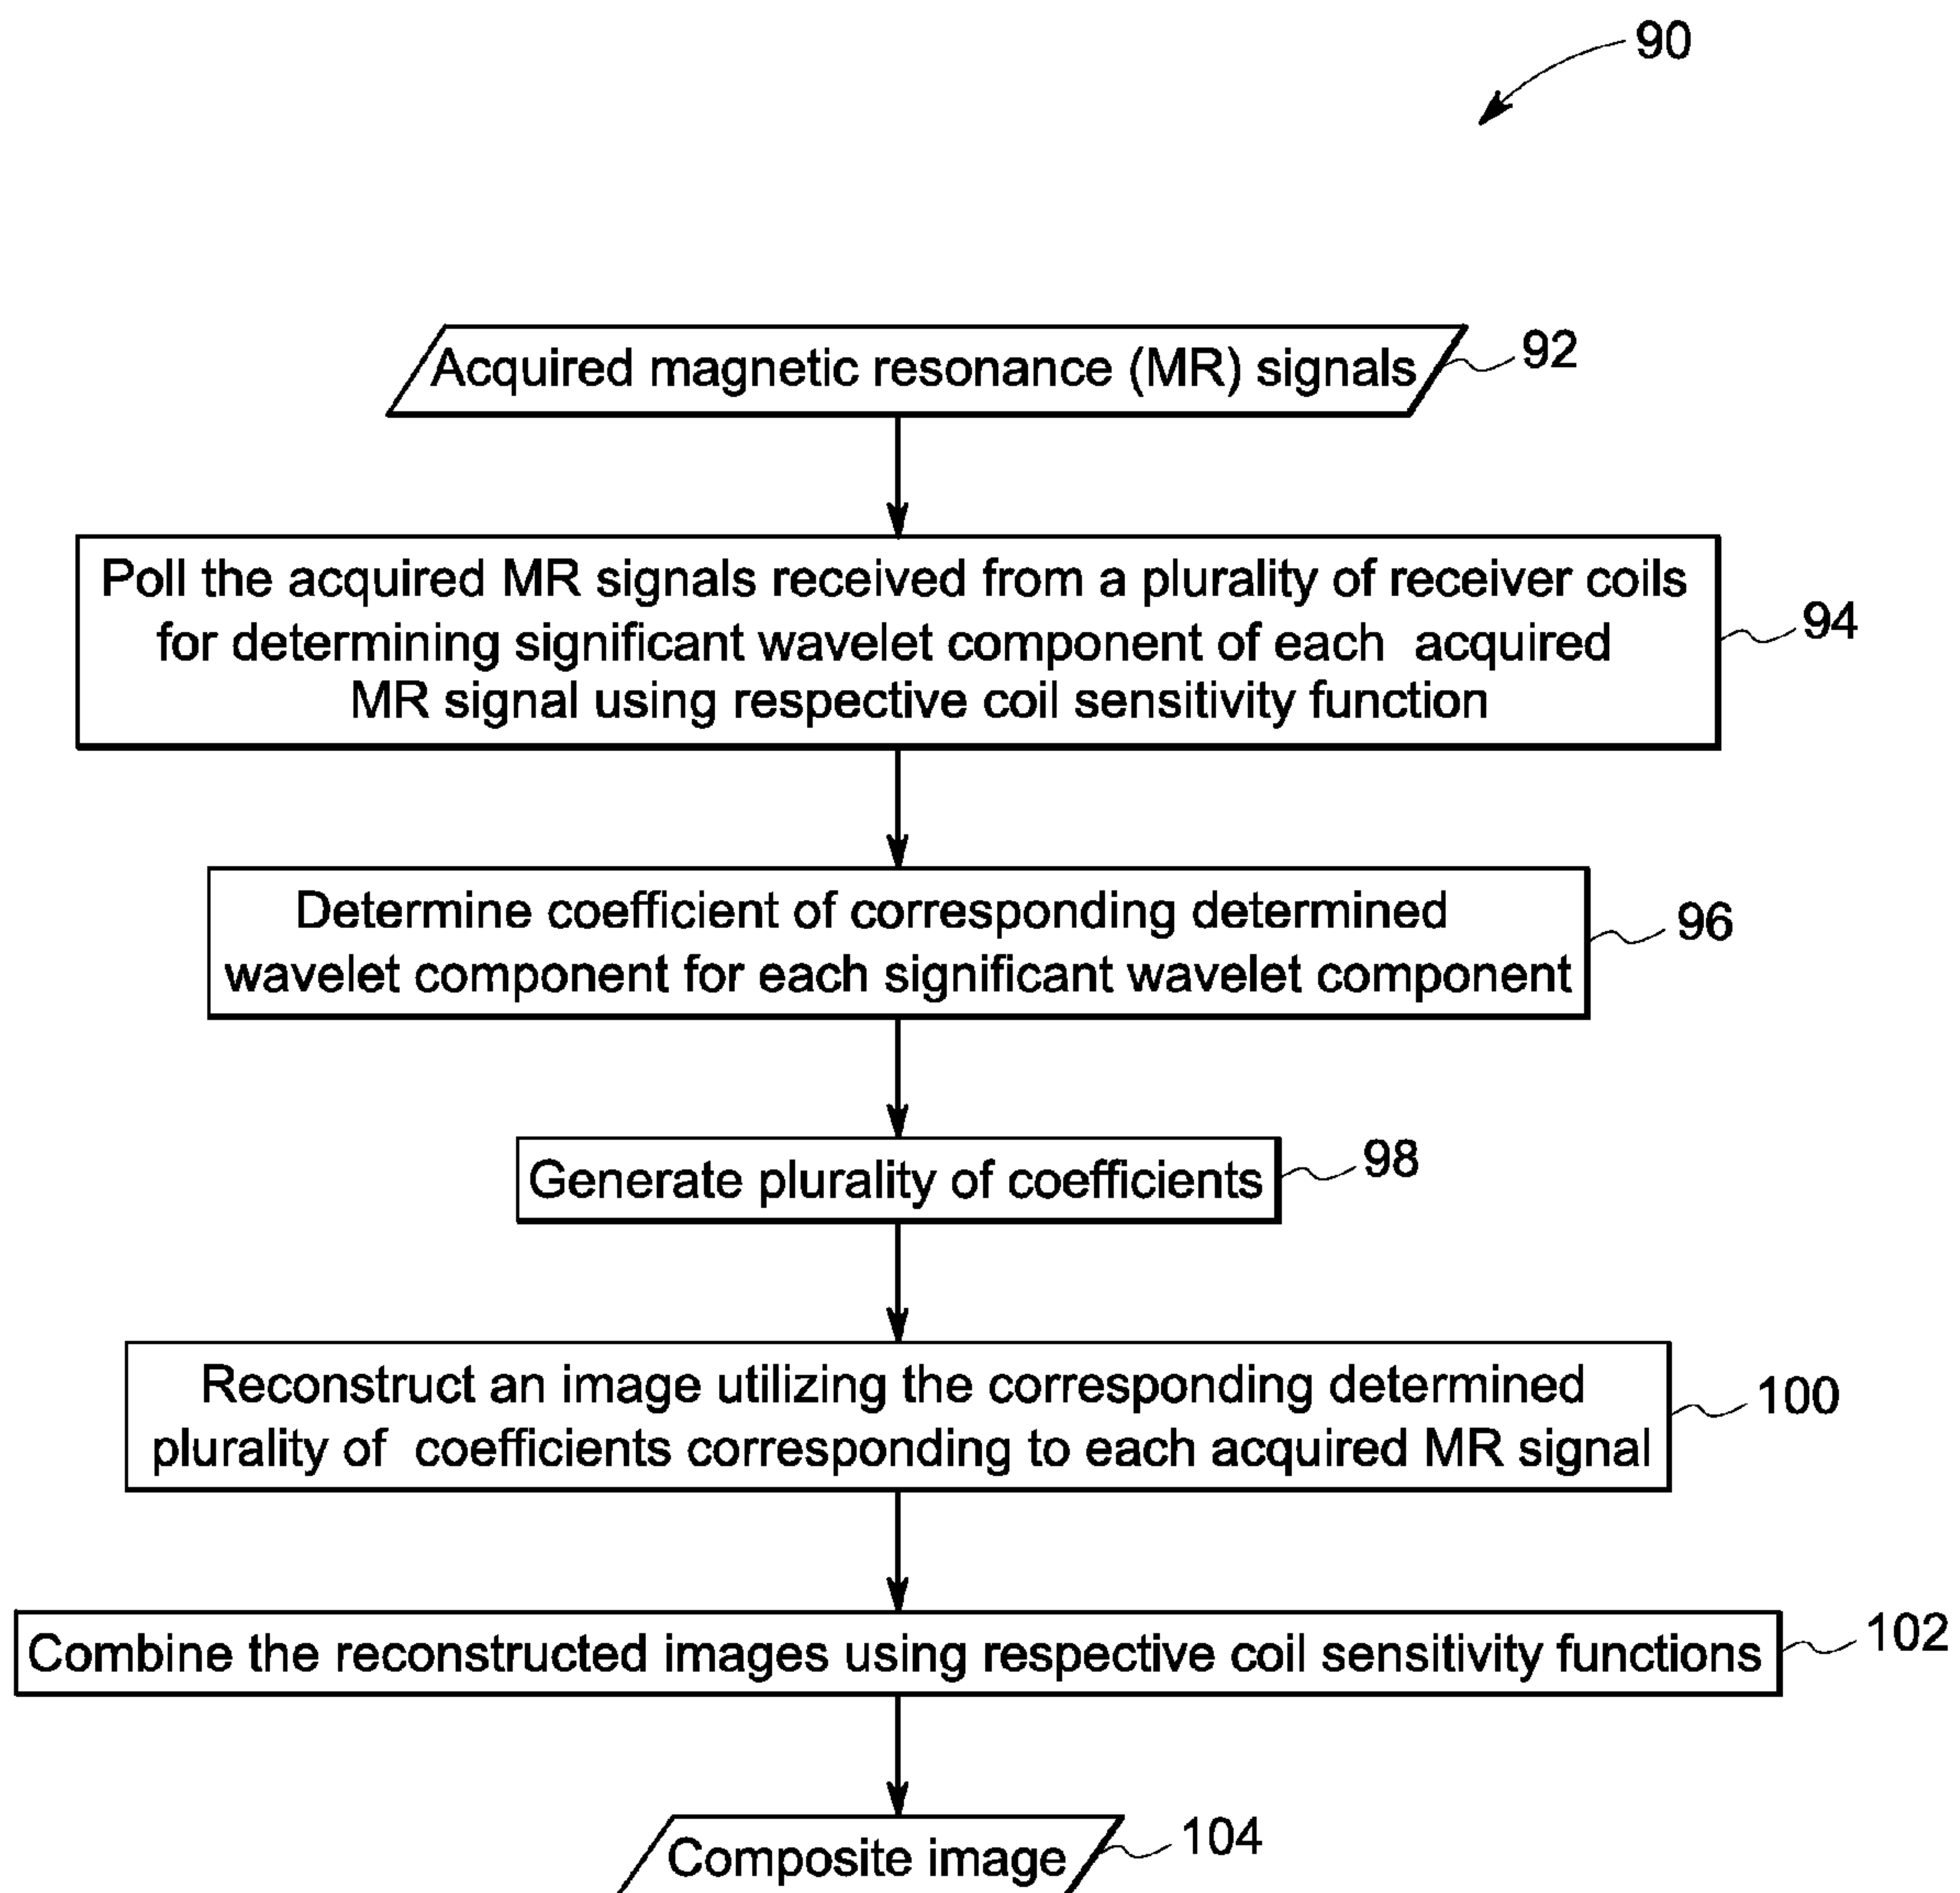 90
Acquired magnetic resonance (MR) signals
92
Poll the acquired MR signals received from a plurality of receiver coils
for determining significant wavelet component of each acquired
MR signal using respective coil sensitivity function
94
Determine coefficient of corresponding determined
wavelet component for each significant wavelet component
96
Generate plurality of coefficients
98
Reconstruct an image utilizing the corresponding determined
plurality of coefficients corresponding to each acquired MR signal
100
Combine the reconstructed images using respective coil sensitivity functions
102
Composite image
104